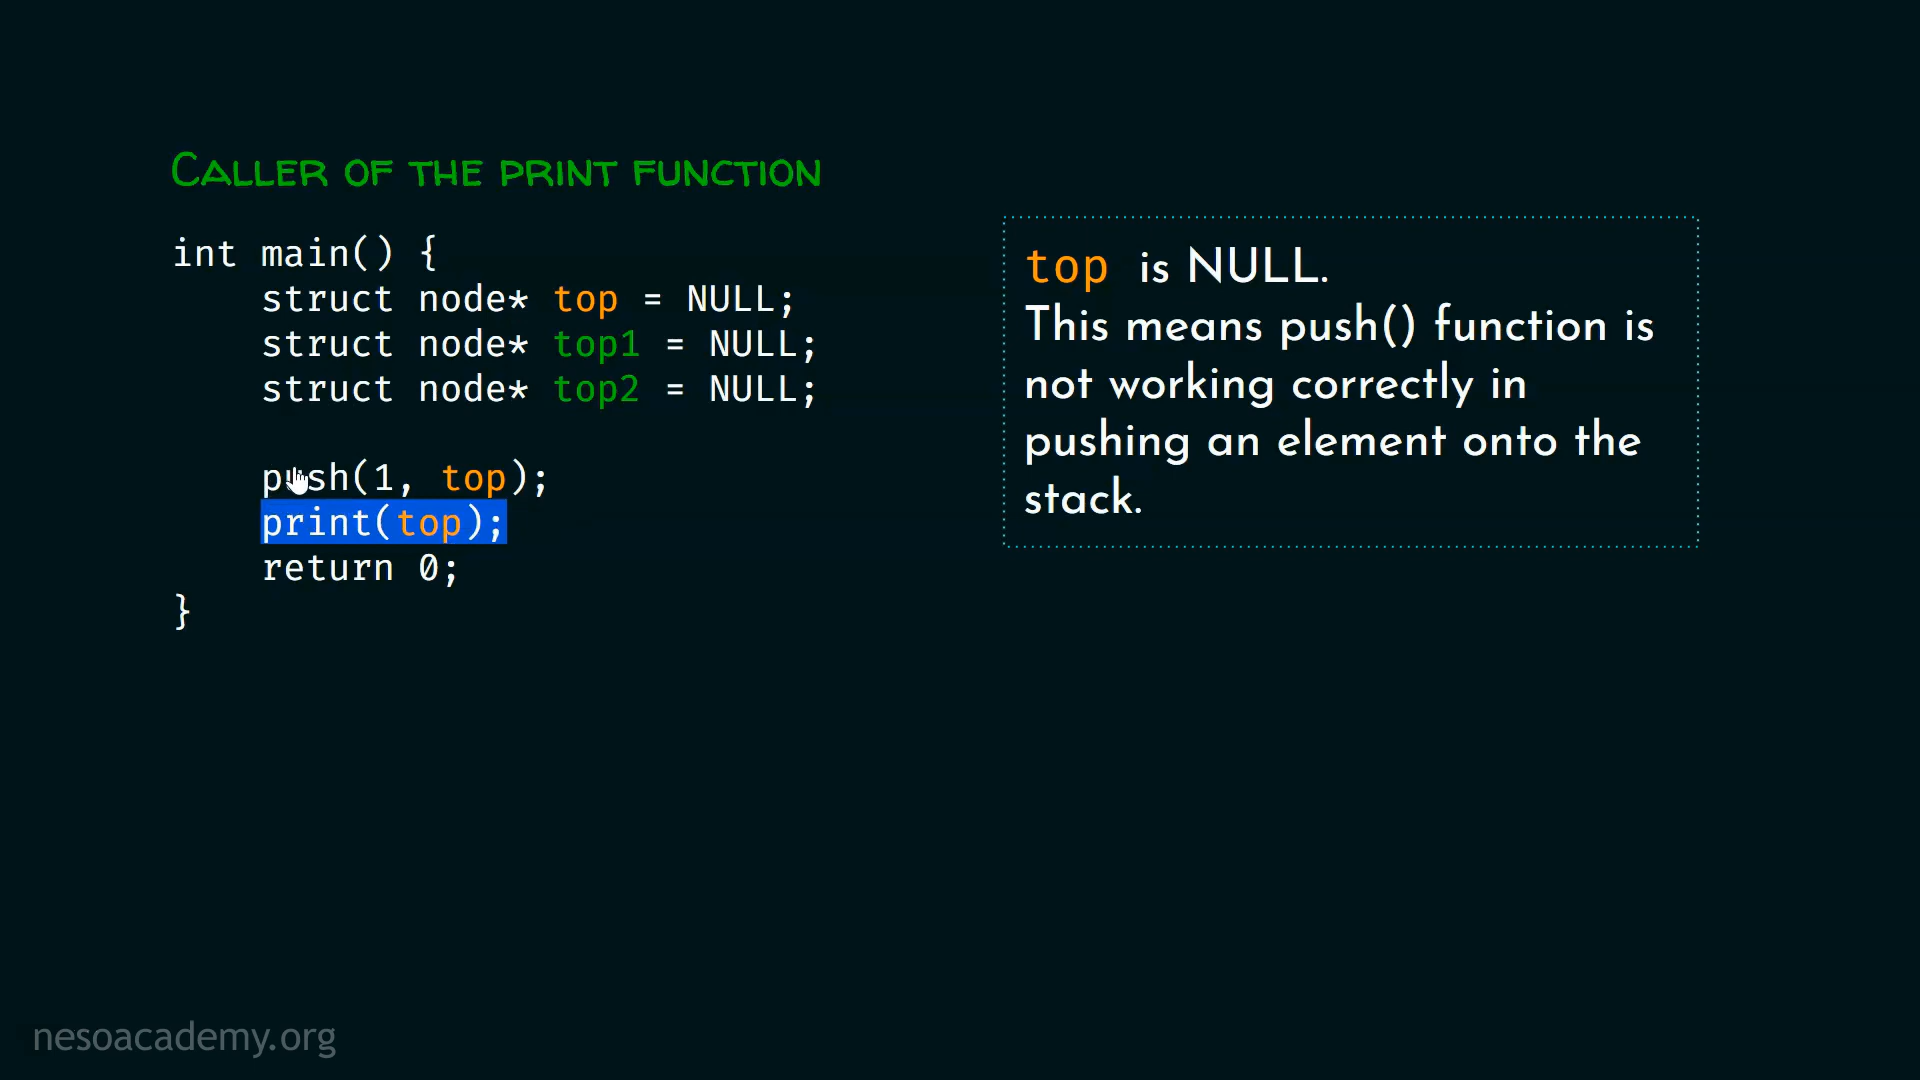 CALLER OF THE PRINT FUNCTION
int main() {
    struct node* top = NULL;
    struct node* top1 = NULL;
    struct node* top2 = NULL;
    push(1, top);
    print(top);
    return 0;
}
top is NULL.
This means push() function is
not working correctly in
pushing an element onto the
stack.
nesoacademy.org